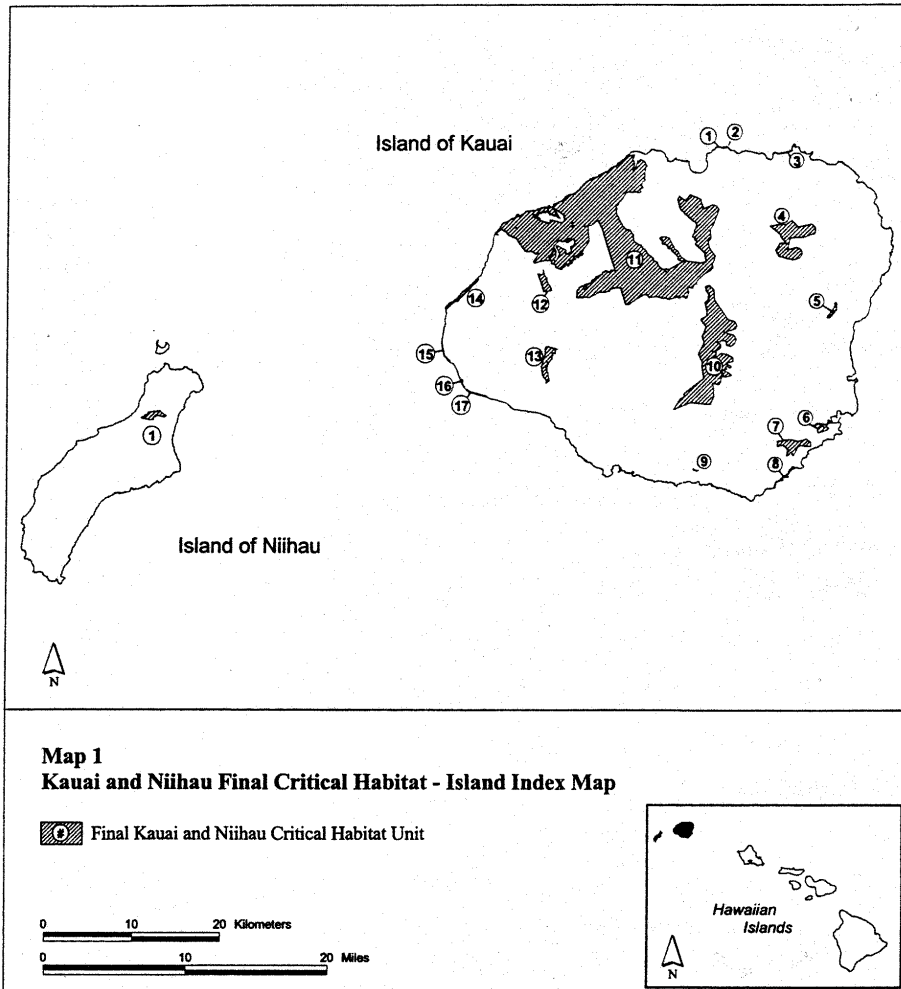 Island of Kauai
1 2
3
4
11
14 12
5
15 13
10
16
17
1
6
7
9 8
Island of Niihau
N
Map 1
Kauai and Niihau Final Critical Habitat - Island Index Map
# Final Kauai and Niihau Critical Habitat Unit
0 10 20 Kilometers
0 10 20 Miles
Hawaiian
Islands
N